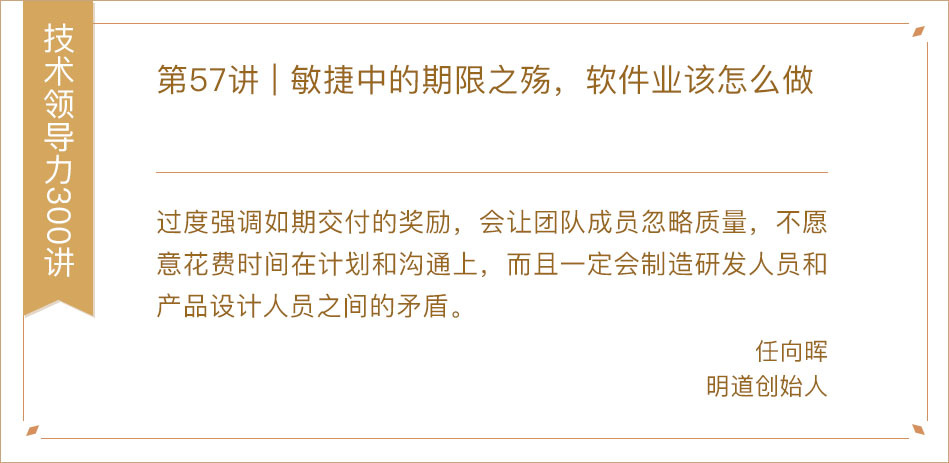 技术领导力300讲
第57讲 | 敏捷中的期限之殇，软件业该怎么做
过度强调如期交付的奖励，会让团队成员忽略质量，不愿
意花费时间在计划和沟通上，而且一定会制造研发人员和
产品设计人员之间的矛盾。
任向晖
明道创始人